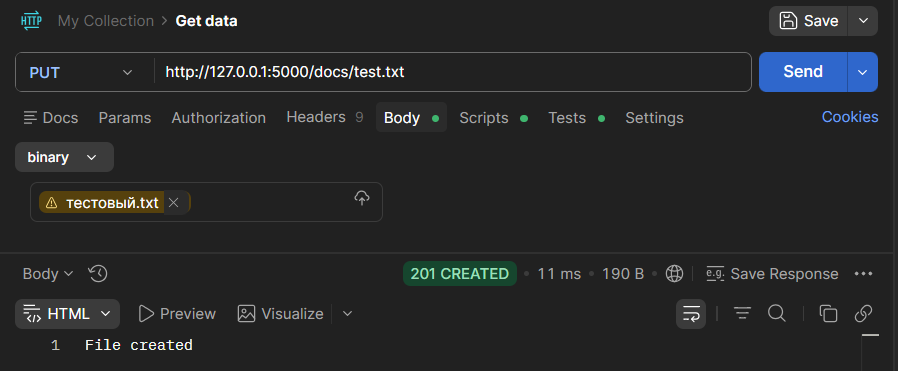 HTTP My Collection > Get data Save
PUT http://127.0.0.1:5000/docs/test.txt Send
Docs Params Authorization Headers 9 Body Scripts Tests Settings Cookies
binary
тестовый.txt
Body 201 CREATED • 11 ms • 190 B • e.g. Save Response
HTML Preview Visualize
1 File created